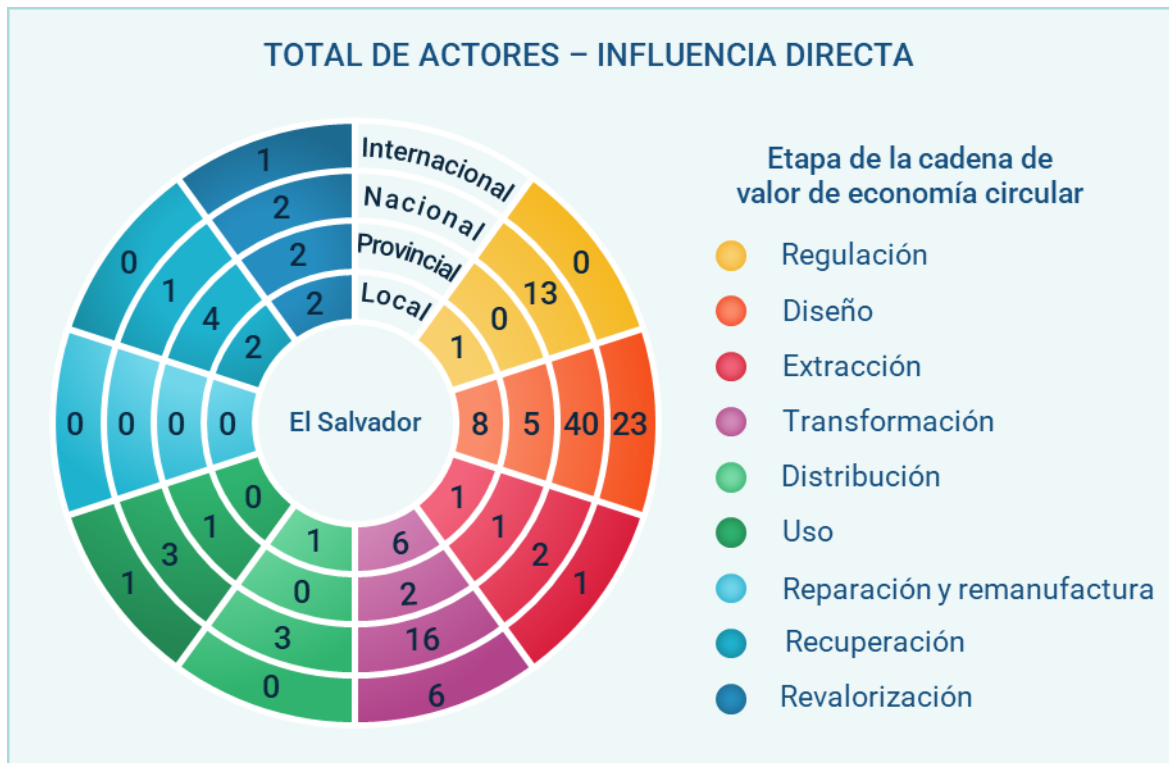 TOTAL DE ACTORES – INFLUENCIA DIRECTA
Internacional
Nacional
Provincial
Local
0
13
0
1
8
5
40
23
1
1
2
1
6
2
16
6
1
0
3
0
0
1
3
1
0
0
0
0
0
1
4
2
1
2
2
2
El Salvador
Etapa de la cadena de
valor de economía circular
Regulación
Diseño
Extracción
Transformación
Distribución
Uso
Reparación y remanufactura
Recuperación
Revalorización